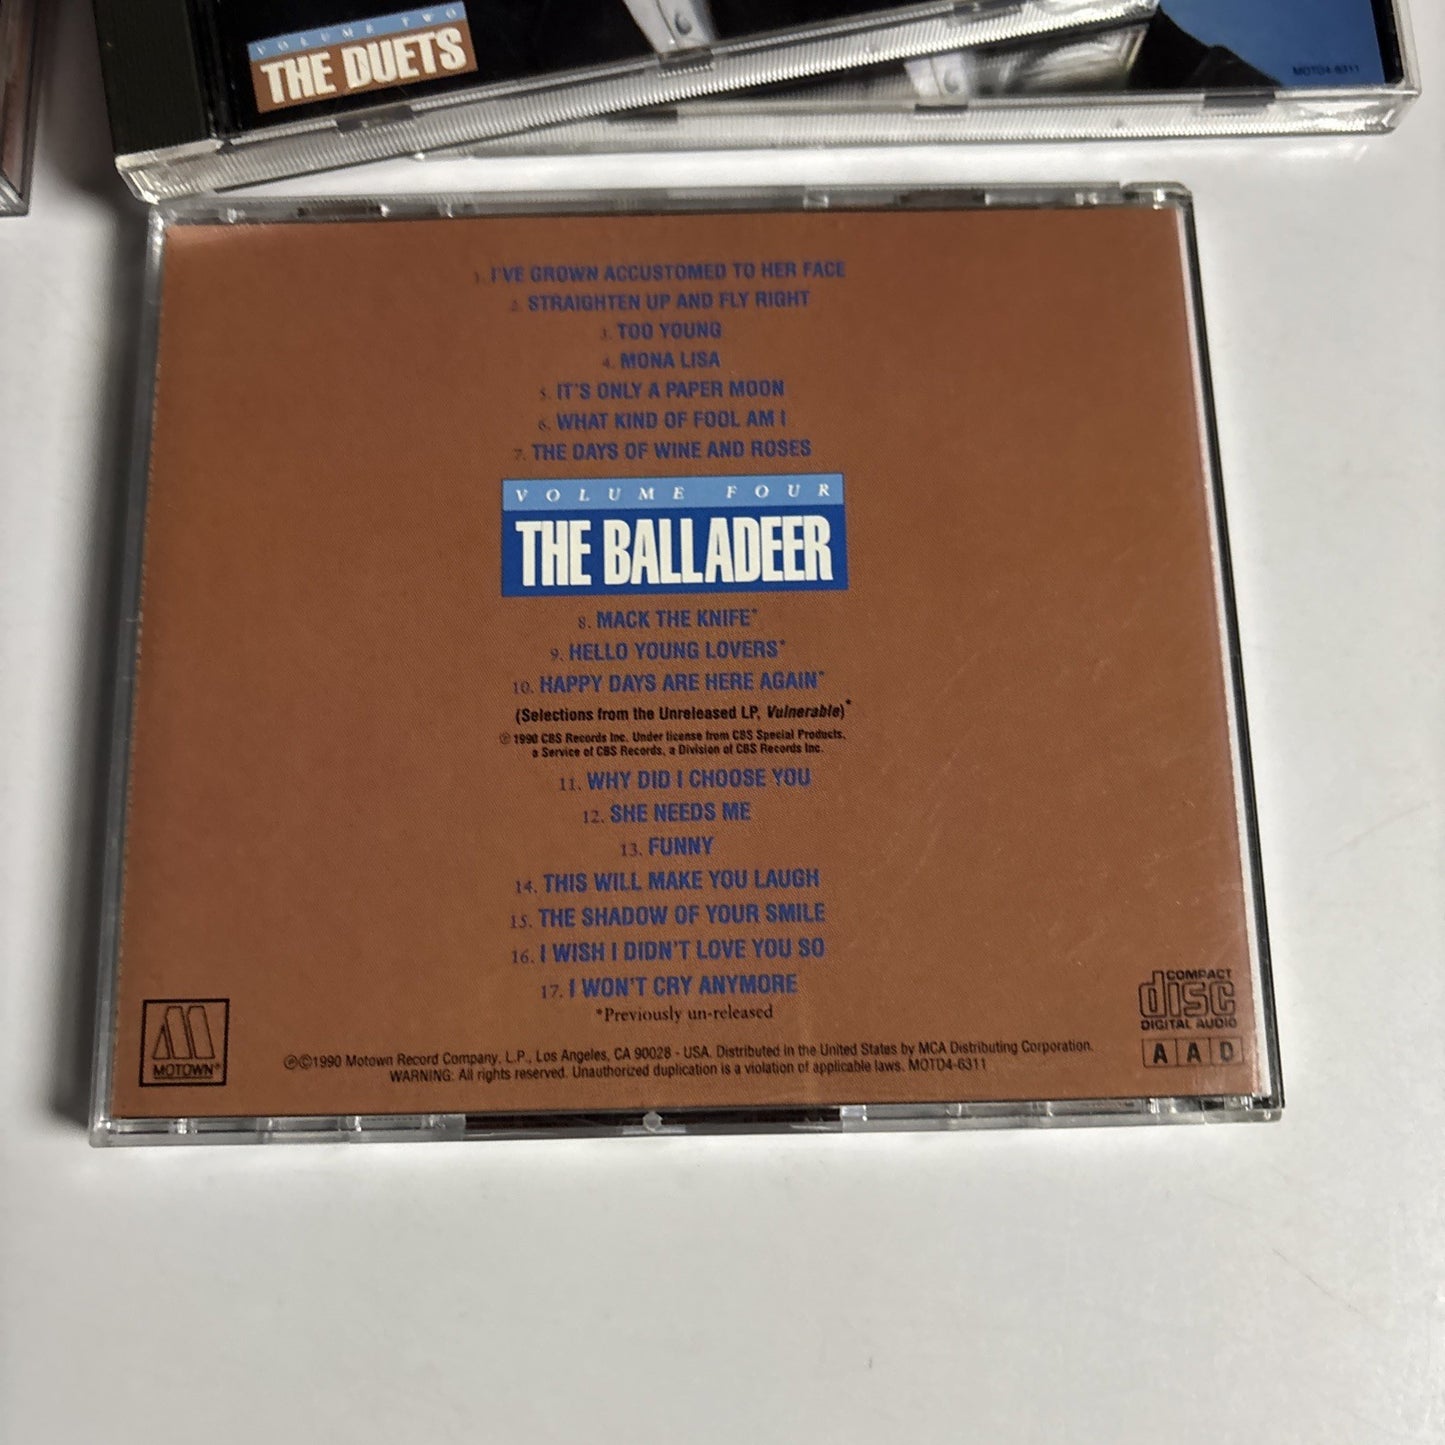 VOLUME TWO
THE DUETS
MOTD4-6311
1. I'VE GROWN ACCUSTOMED TO HER FACE
2. STRAIGHTEN UP AND FLY RIGHT
3. TOO YOUNG
4. MONA LISA
5. IT'S ONLY A PAPER MOON
6. WHAT KIND OF FOOL AM I
7. THE DAYS OF WINE AND ROSES
VOLUME FOUR
THE BALLADEER
8. MACK THE KNIFE*
9. HELLO YOUNG LOVERS*
10. HAPPY DAYS ARE HERE AGAIN*
(Selections from the Unreleased LP, Vulnerable)*
℗ 1990 CBS Records Inc. Under license from CBS Special Products,
a Service of CBS Records, a Division of CBS Records Inc.
11. WHY DID I CHOOSE YOU
12. SHE NEEDS ME
13. FUNNY
14. THIS WILL MAKE YOU LAUGH
15. THE SHADOW OF YOUR SMILE
16. I WISH I DIDN'T LOVE YOU SO
17. I WON'T CRY ANYMORE
*Previously un-released
MOTOWN®
℗©1990 Motown Record Company, L.P., Los Angeles, CA 90028 - USA. Distributed in the United States by MCA Distributing Corporation.
WARNING: All rights reserved. Unauthorized duplication is a violation of applicable laws. MOTD4-6311
COMPACT
disc
DIGITAL AUDIO
A A D